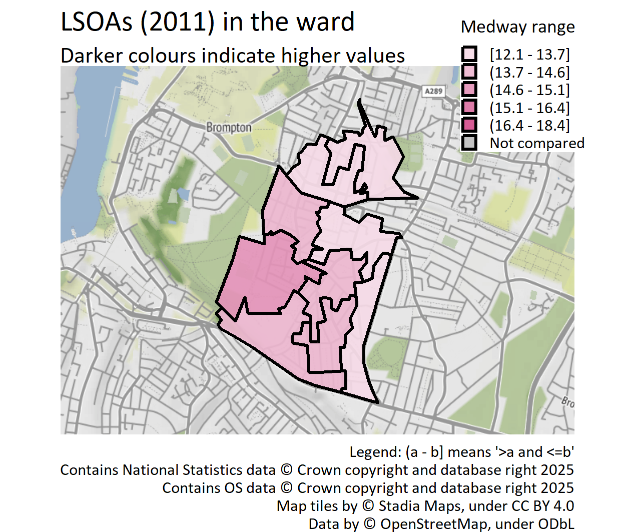 LSOAs (2011) in the ward
Darker colours indicate higher values
Medway range
[12.1 - 13.7]
(13.7 - 14.6]
(14.6 - 15.1]
(15.1 - 16.4]
(16.4 - 18.4]
Not compared
A289
Brompton
Bro
Legend: (a - b] means '>a and <=b'
Contains National Statistics data © Crown copyright and database right 2025
Contains OS data © Crown copyright and database right 2025
Map tiles by © Stadia Maps, under CC BY 4.0
Data by © OpenStreetMap, under ODbL